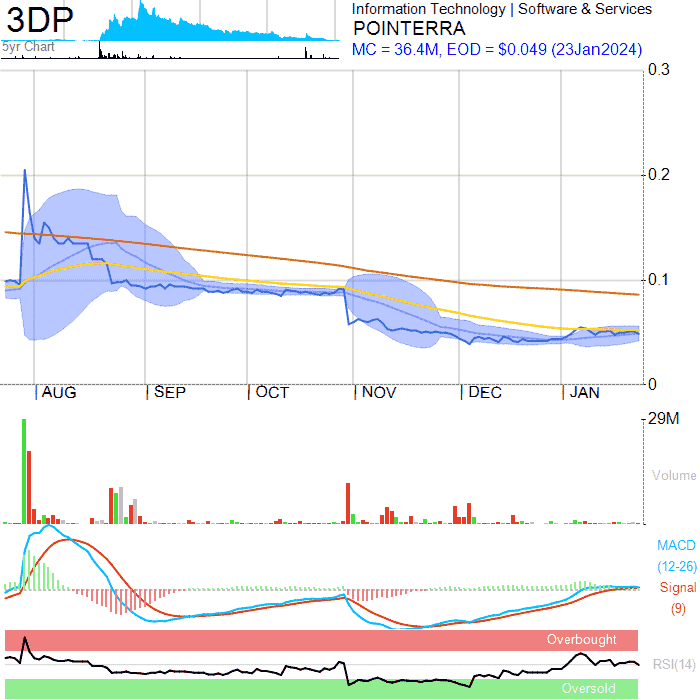 3DP
5yr Chart
Information Technology | Software & Services
POINTERRA
MC = 36.4M, EOD = $0.049 (23Jan2024)
0.3
0.2
0.1
0
AUG
SEP
OCT
NOV
DEC
JAN
29M
Volume
MACD
(12-26)
Signal
(9)
Overbought
RSI(14)
Oversold